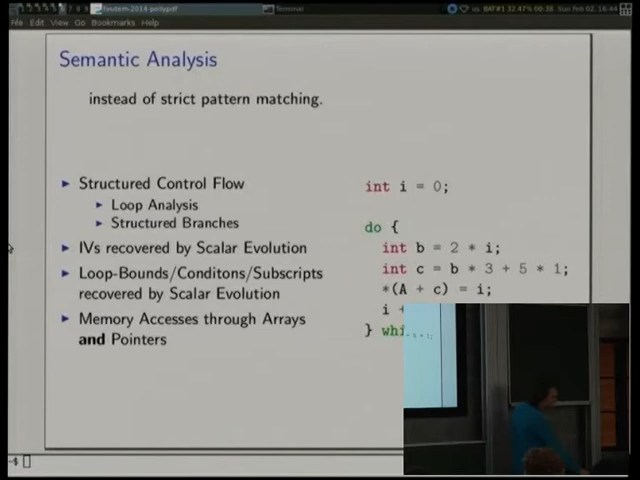 File Edit View Go Bookmarks Help
Semantic Analysis
instead of strict pattern matching.
Structured Control Flow
Loop Analysis
Structured Branches
IVs recovered by Scalar Evolution
Loop-Bounds/Conditons/Subscripts
recovered by Scalar Evolution
Memory Accesses through Arrays
and Pointers
int i = 0;
do {
int b = 2 * i;
int c = b * 3 + 5 * 1;
*(A + c) = i;
i +
} whi
~$